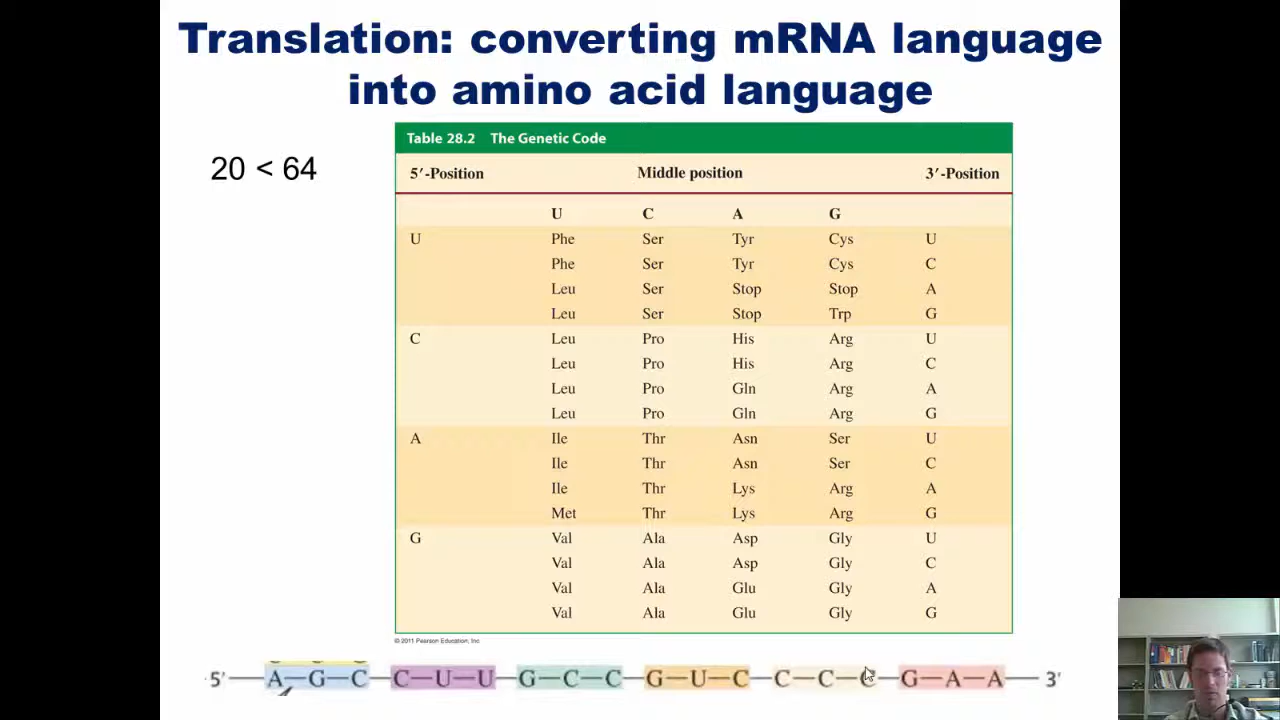 Translation: converting mRNA language
into amino acid language
20 < 64
Table 28.2 The Genetic Code
5′-Position Middle position 3′-Position
U C A G
U Phe Ser Tyr Cys U
Phe Ser Tyr Cys C
Leu Ser Stop Stop A
Leu Ser Stop Trp G
C Leu Pro His Arg U
Leu Pro His Arg C
Leu Pro Gln Arg A
Leu Pro Gln Arg G
A Ile Thr Asn Ser U
Ile Thr Asn Ser C
Ile Thr Lys Arg A
Met Thr Lys Arg G
G Val Ala Asp Gly U
Val Ala Asp Gly C
Val Ala Glu Gly A
Val Ala Glu Gly G
© 2011 Pearson Education, Inc
5′—A—G—C—C—U—U—G—C—C—G—U—C—C—C—C—G—A—A—3′